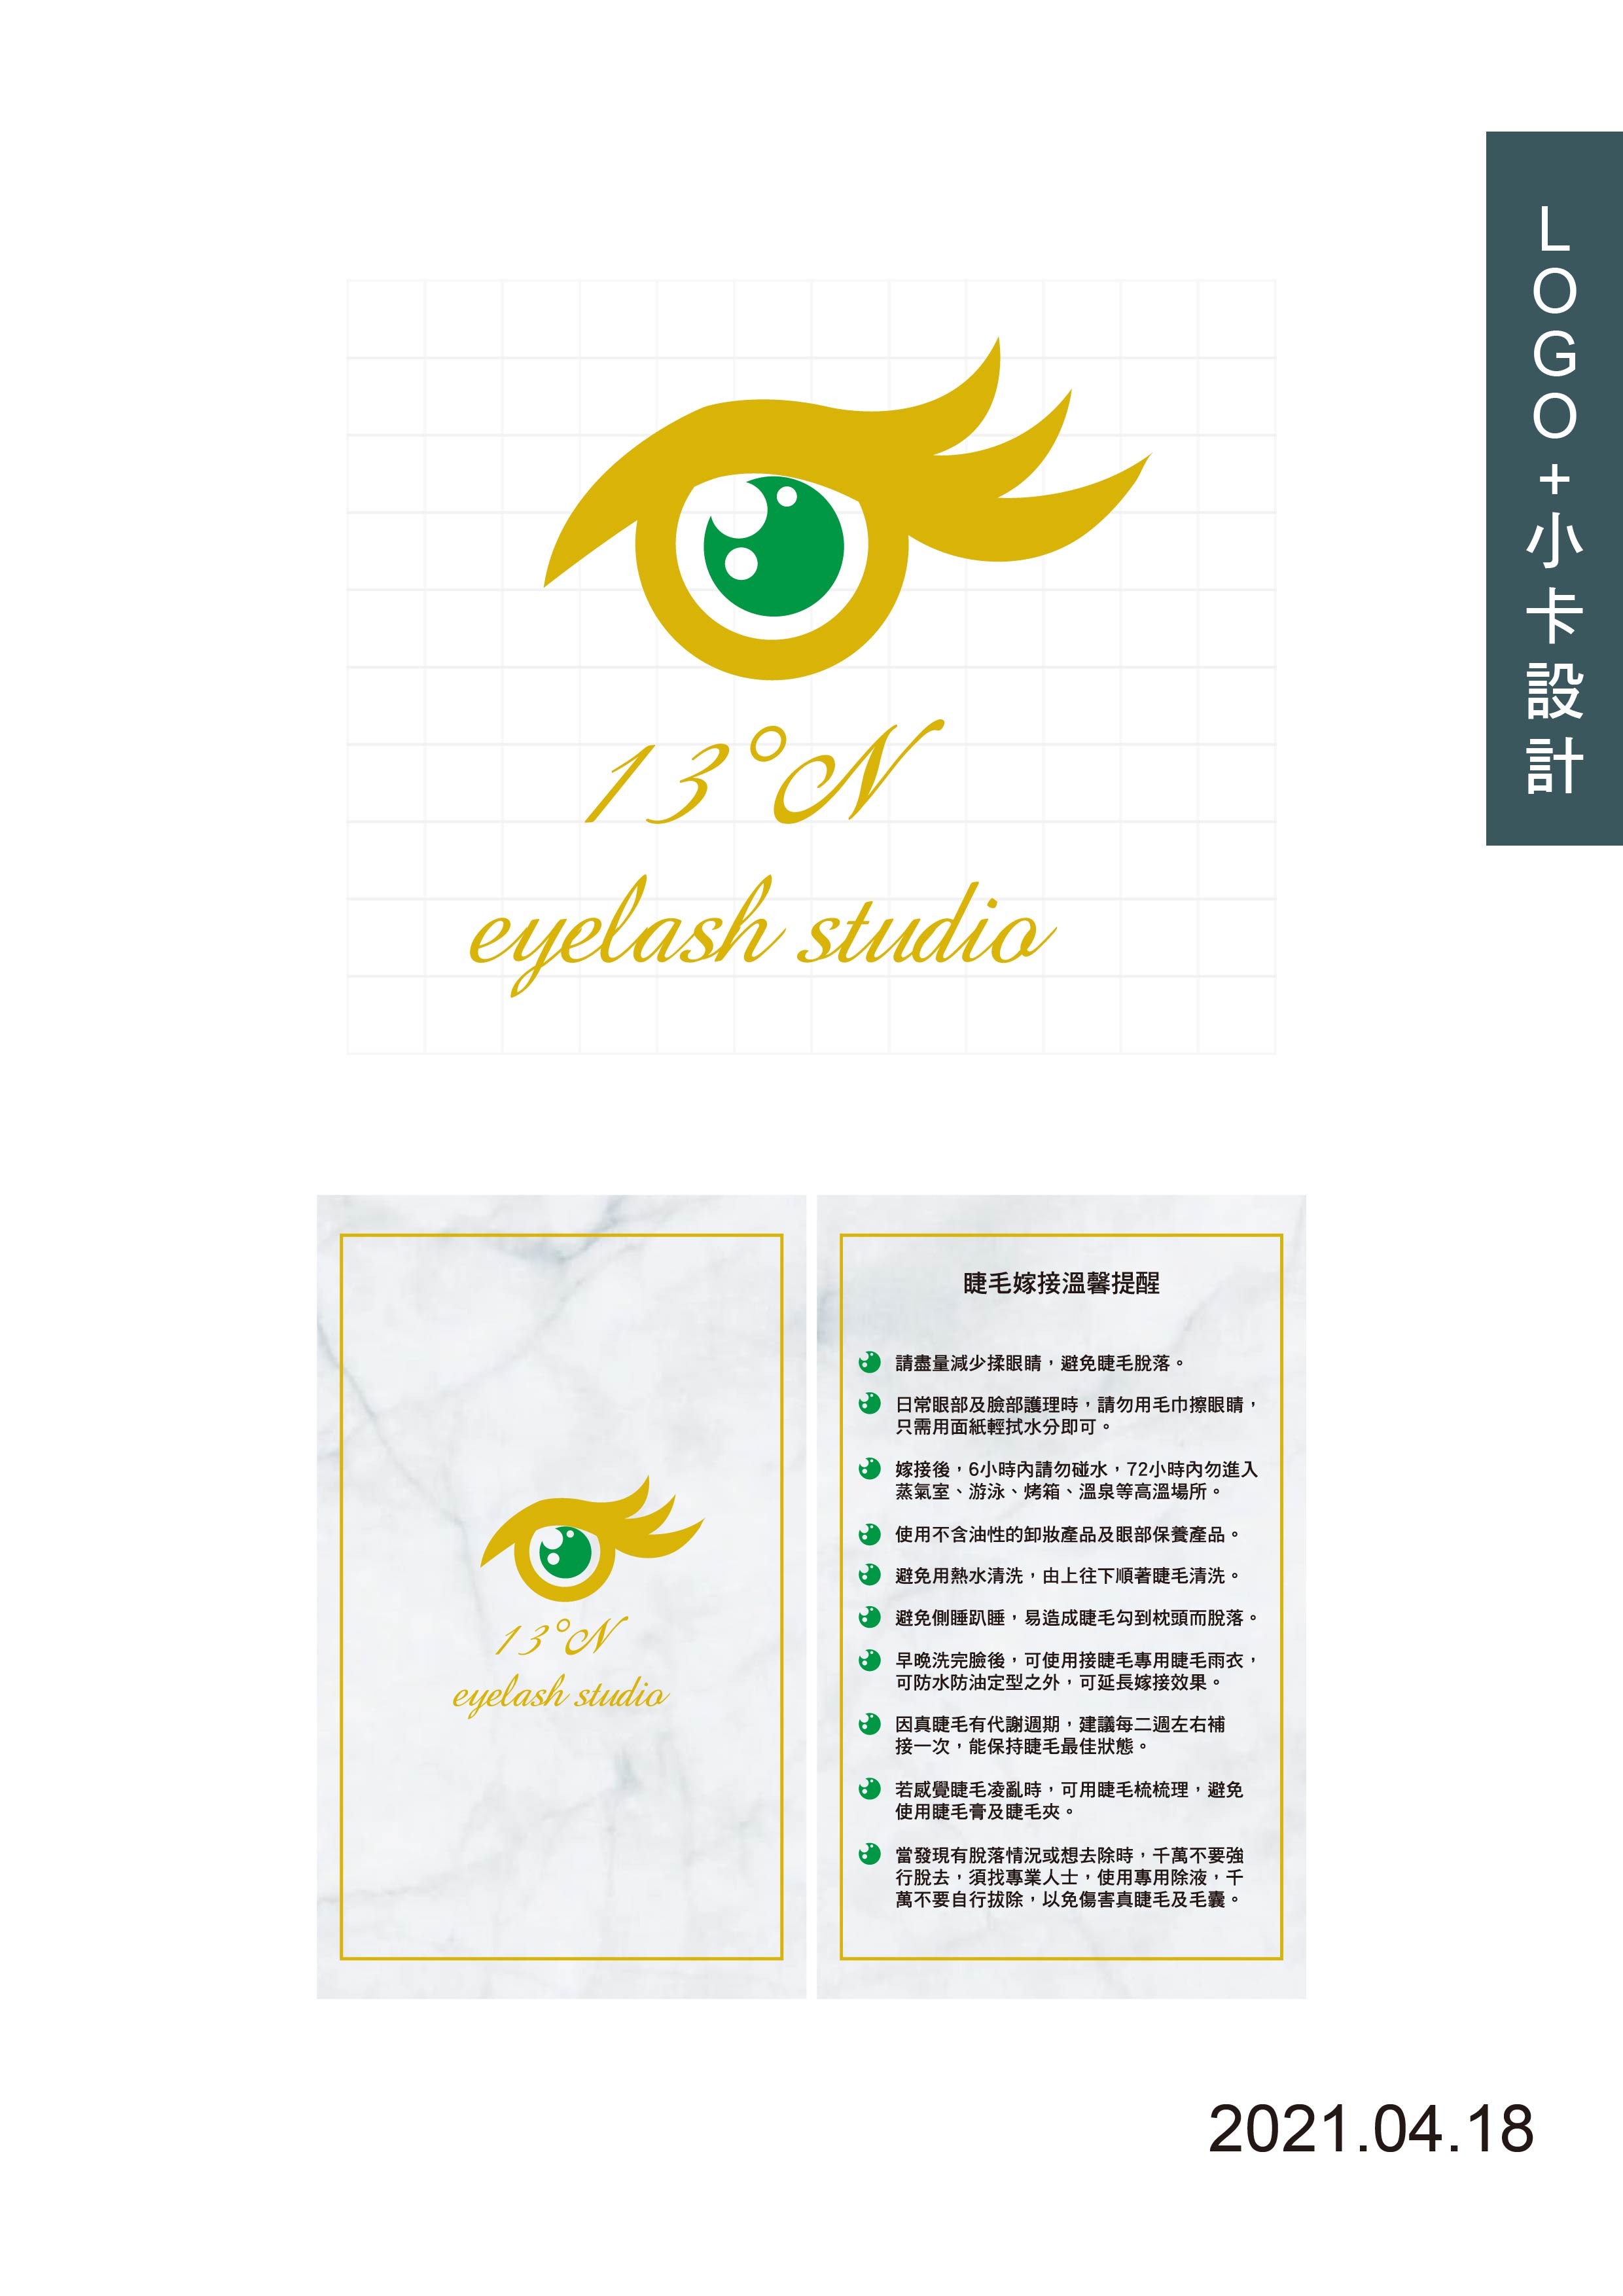 LOGO+小卡設計
13°N
eyelash studio
13°N
eyelash studio
睫毛嫁接溫馨提醒
請盡量減少揉眼睛，避免睫毛脫落。
日常眼部及臉部護理時，請勿用毛巾擦眼睛，
只需用面紙輕拭水分即可。
嫁接後，6小時內請勿碰水，72小時內勿進入
蒸氣室、游泳、烤箱、溫泉等高溫場所。
使用不含油性的卸妝產品及眼部保養產品。
避免用熱水清洗，由上往下順著睫毛清洗。
避免側睡趴睡，易造成睫毛勾到枕頭而脫落。
早晚洗完臉後，可使用接睫毛專用睫毛雨衣，
可防水防油定型之外，可延長嫁接效果。
因真睫毛有代謝週期，建議每二週左右補
接一次，能保持睫毛最佳狀態。
若感覺睫毛凌亂時，可用睫毛梳梳理，避免
使用睫毛膏及睫毛夾。
當發現有脫落情況或想去除時，千萬不要強
行脫去，須找專業人士，使用專用除液，千
萬不要自行拔除，以免傷害真睫毛及毛囊。
2021.04.18